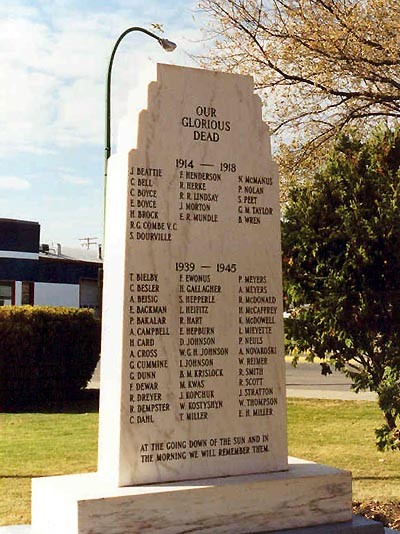 OUR
GLORIOUS
DEAD
1914 — 1918
J. BEATTIE
C. BELL
C. BOYCE
E. BOYCE
H. BROCK
R.G. COMBE V.C.
S. DOURVILLE
F. HENDERSON
R. HERKE
R.R. LINDSAY
J. MORTON
E.R. MUNDLE
N. McMANUS
P. NOLAN
S. PEET
G.M. TAYLOR
B. WREN
1939 — 1945
T. BIELBY
C. BESLER
A. BEISIG
E. BACKMAN
P. BAKALAR
A. CAMPBELL
H. CARD
A. CROSS
G. CUMMINE
G. DUNN
F. DEWAR
R. DREYER
R. DEMPSTER
C. DAHL
F. EWONUS
H. GALLAGHER
S. HEPPERLE
L. HEITZ
R. HART
E. HEPBURN
D. JOHNSON
W.G.H. JOHNSON
I. JOHNSON
B.M. KRISLOCK
M. KWAS
J. KOPCHUK
W. KOSTYSHYN
T. MILLER
P. MEYERS
A. MEYERS
R. McDONALD
H. McCAFFREY
K. McDOWELL
L. MIEYETTE
P. NEULS
A. NOVAKOSKI
W. REIMER
R. SMITH
R. SCOTT
J. STRATTON
W. THOMPSON
E.H. MILLER
AT THE GOING DOWN OF THE SUN AND IN
THE MORNING WE WILL REMEMBER THEM.